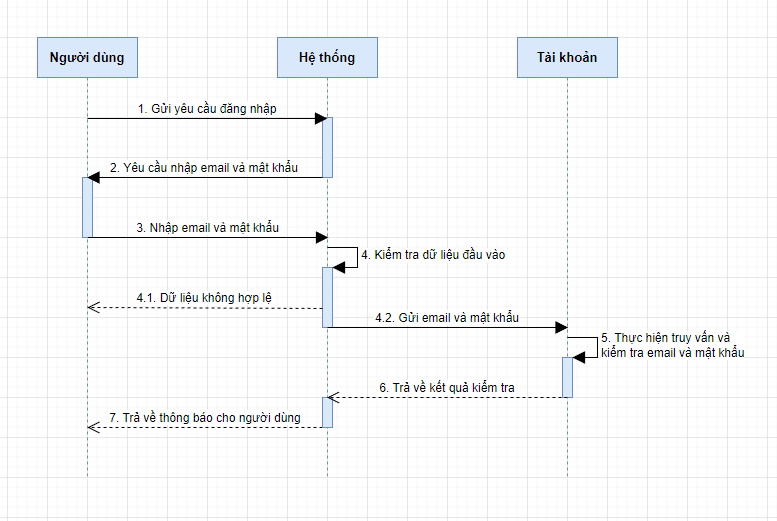 Người dùng
Hệ thống
Tài khoản
1. Gửi yêu cầu đăng nhập
2. Yêu cầu nhập email và mật khẩu
3. Nhập email và mật khẩu
4. Kiểm tra dữ liệu đầu vào
4.1. Dữ liệu không hợp lệ
4.2. Gửi email và mật khẩu
5. Thực hiện truy vấn và
kiểm tra email và mật khẩu
6. Trả về kết quả kiểm tra
7. Trả về thông báo cho người dùng